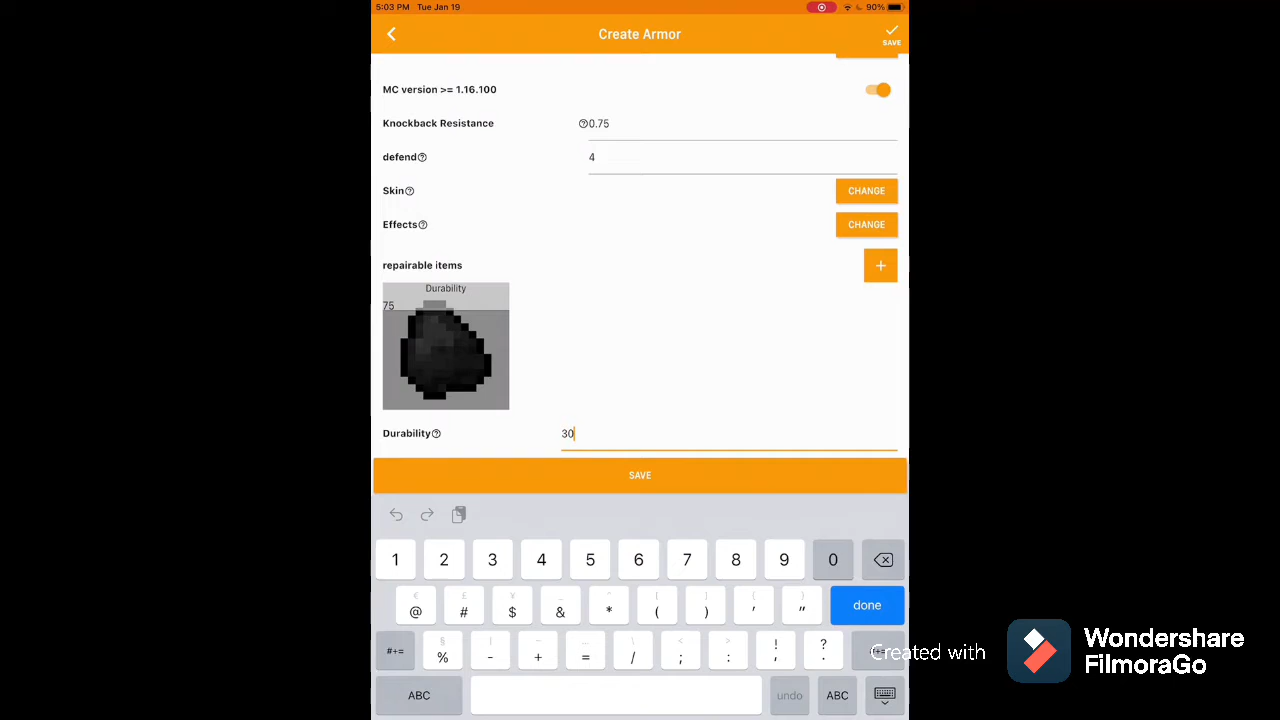 5:03 PM Tue Jan 19
90%
Create Armor
SAVE
MC version >= 1.16.100
Knockback Resistance
0.75
defend
4
Skin
CHANGE
Effects
CHANGE
repairable items
+
Durability
75
Durability
30
SAVE
1 2 3 4 5 6 7 8 9 0
€ £ ¥ _ ^ [ ] { }
@ # $ & * ( ) ' "
done
§ | ~ … \ < > ! ?
#+= % - + = / ; : , . #+=
ABC
undo
ABC
Created with
Wondershare
FilmoraGo